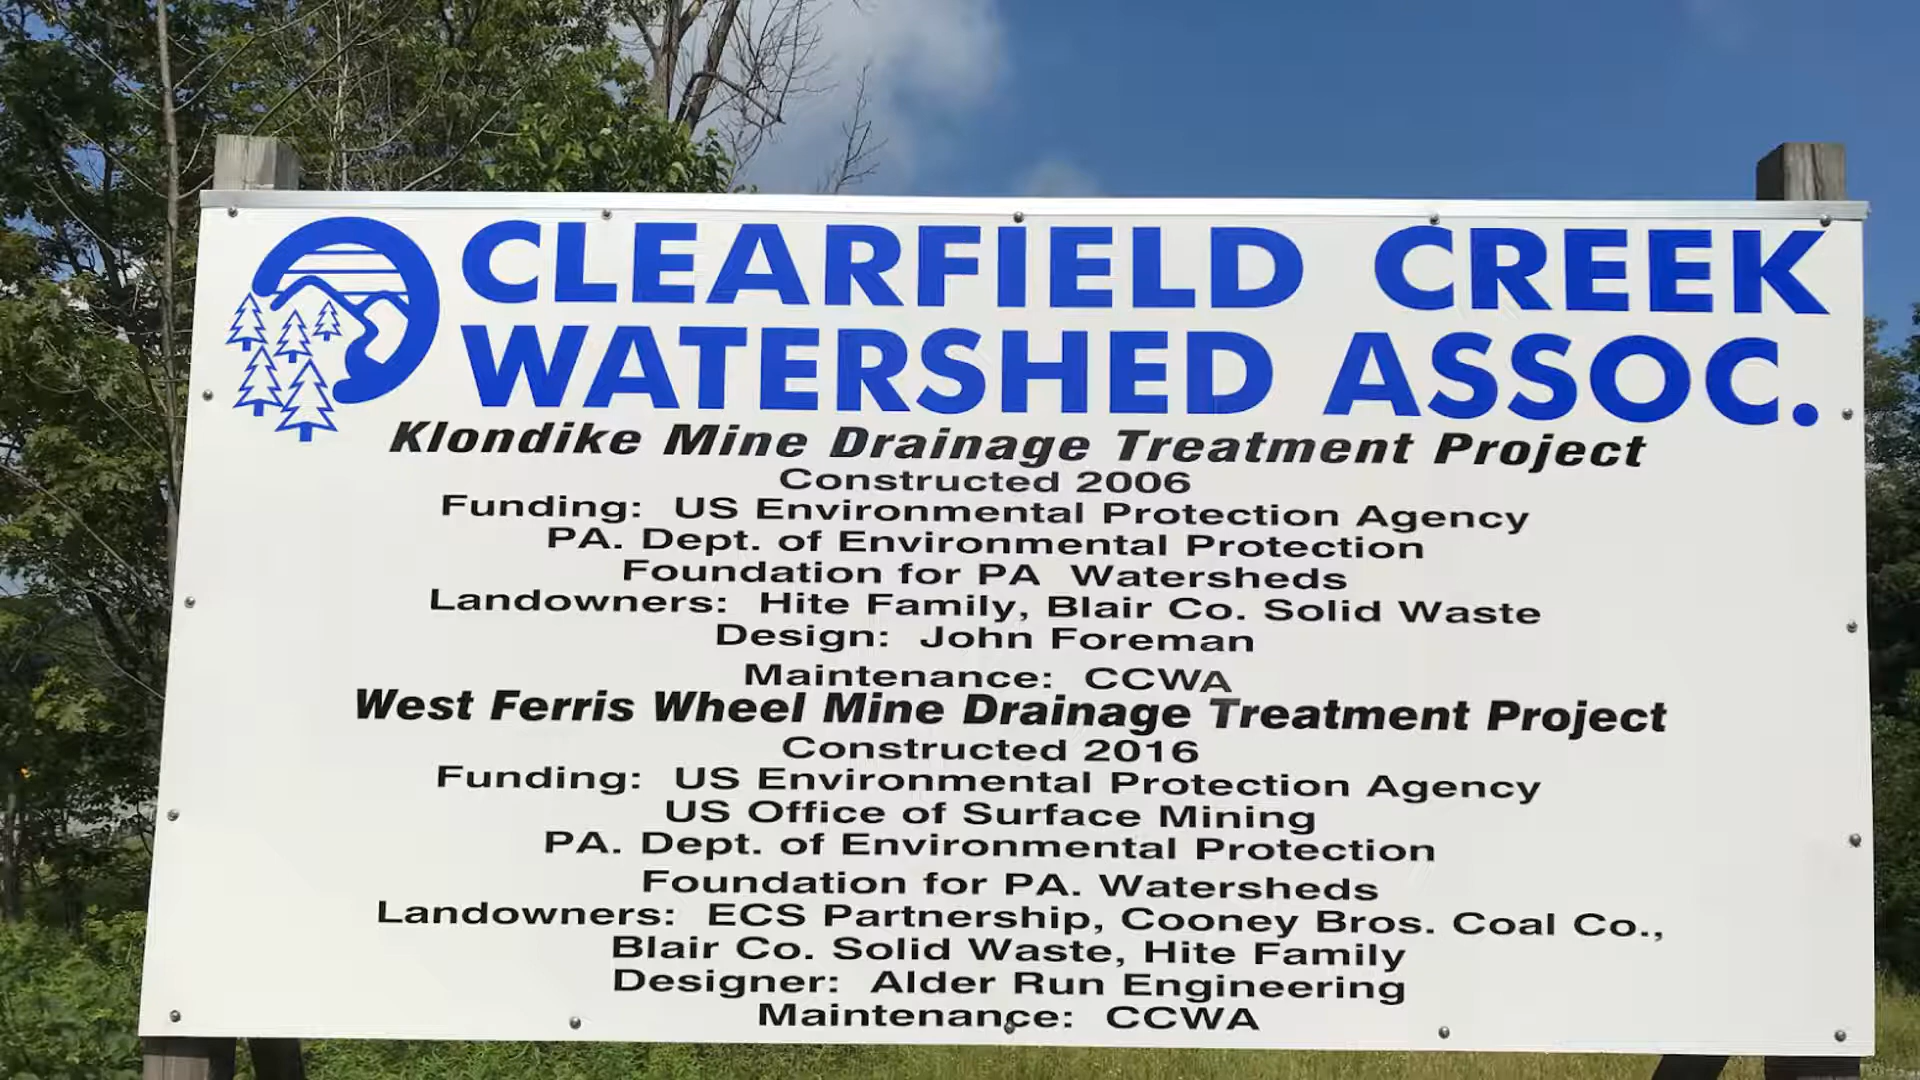 CLEARFIELD CREEK
WATERSHED ASSOC.
Klondike Mine Drainage Treatment Project
Constructed 2006
Funding: US Environmental Protection Agency
PA. Dept. of Environmental Protection
Foundation for PA Watersheds
Landowners: Hite Family, Blair Co. Solid Waste
Design: John Foreman
Maintenance: CCWA
West Ferris Wheel Mine Drainage Treatment Project
Constructed 2016
Funding: US Environmental Protection Agency
US Office of Surface Mining
PA. Dept. of Environmental Protection
Foundation for PA. Watersheds
Landowners: ECS Partnership, Cooney Bros. Coal Co.,
Blair Co. Solid Waste, Hite Family
Designer: Alder Run Engineering
Maintenance: CCWA